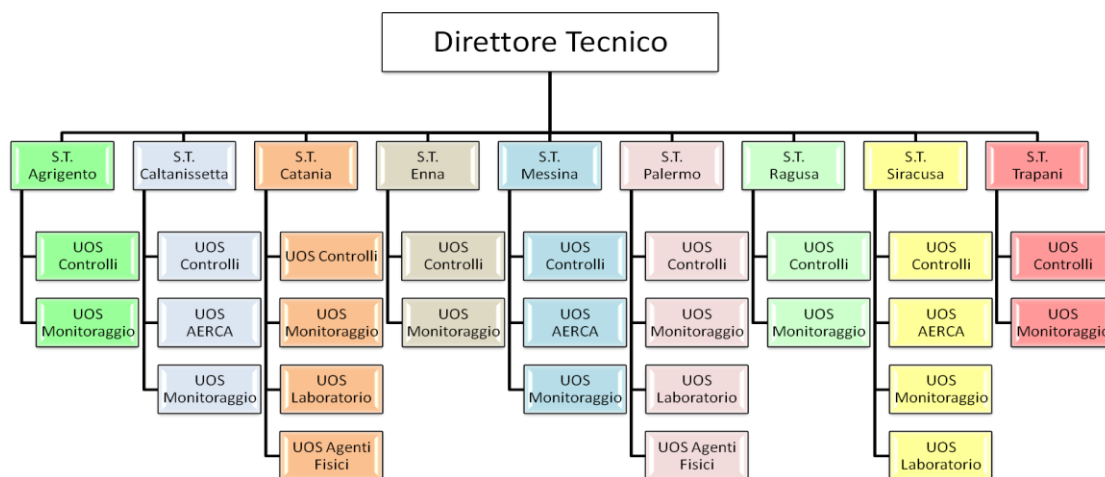 Direttore Tecnico
S.T.
Agrigento
S.T.
Caltanissetta
S.T.
Catania
S.T.
Enna
S.T.
Messina
S.T.
Palermo
S.T.
Ragusa
S.T.
Siracusa
S.T.
Trapani
UOS
Controlli
UOS
Controlli
UOS Controlli
UOS
Controlli
UOS
Controlli
UOS
Controlli
UOS
Controlli
UOS
Controlli
UOS
Controlli
UOS
Monitoraggio
UOS
AERCA
UOS
Monitoraggio
UOS
Monitoraggio
UOS
AERCA
UOS
Monitoraggio
UOS
Monitoraggio
UOS
AERCA
UOS
Monitoraggio
UOS
Monitoraggio
UOS
Laboratorio
UOS
Monitoraggio
UOS
Laboratorio
UOS
Monitoraggio
UOS Agenti
Fisici
UOS Agenti
Fisici
UOS
Laboratorio